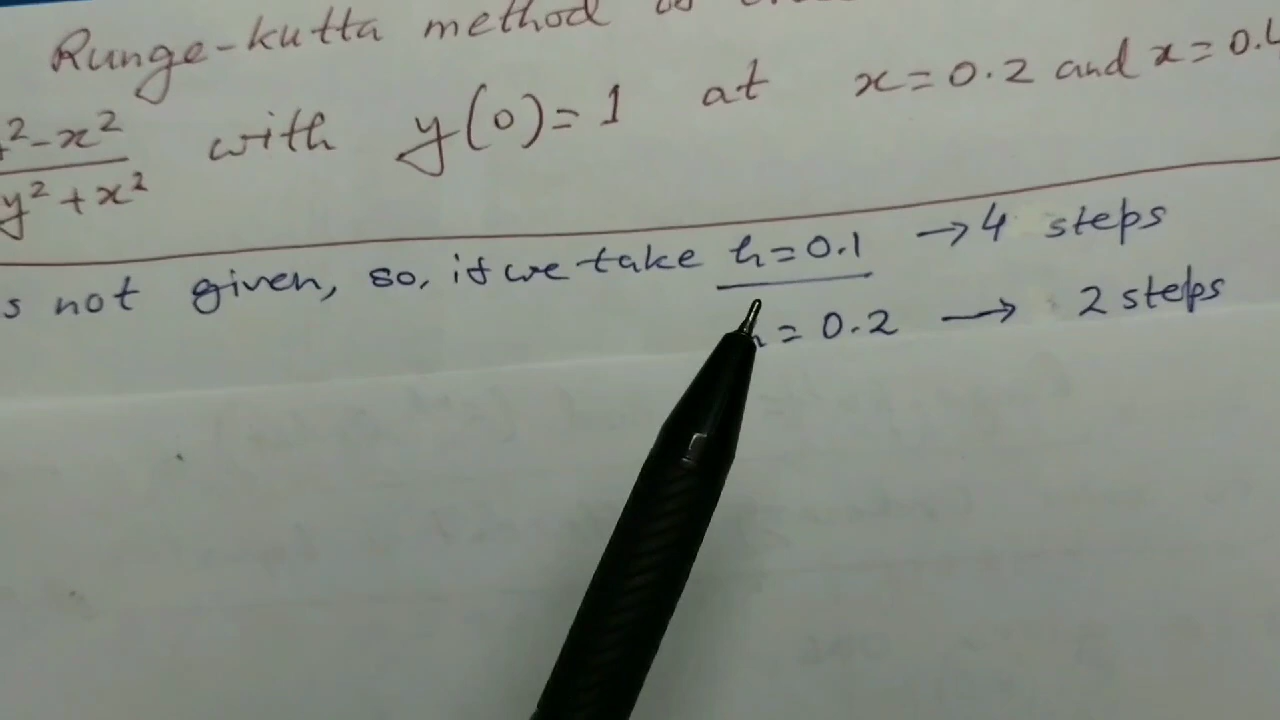 Runge-kutta method
²-x² / y²+x² with y(0)=1 at x=0.2 and x=0.4
s not given, so, if we take h=0.1 → 4 steps
h=0.2 → 2 steps